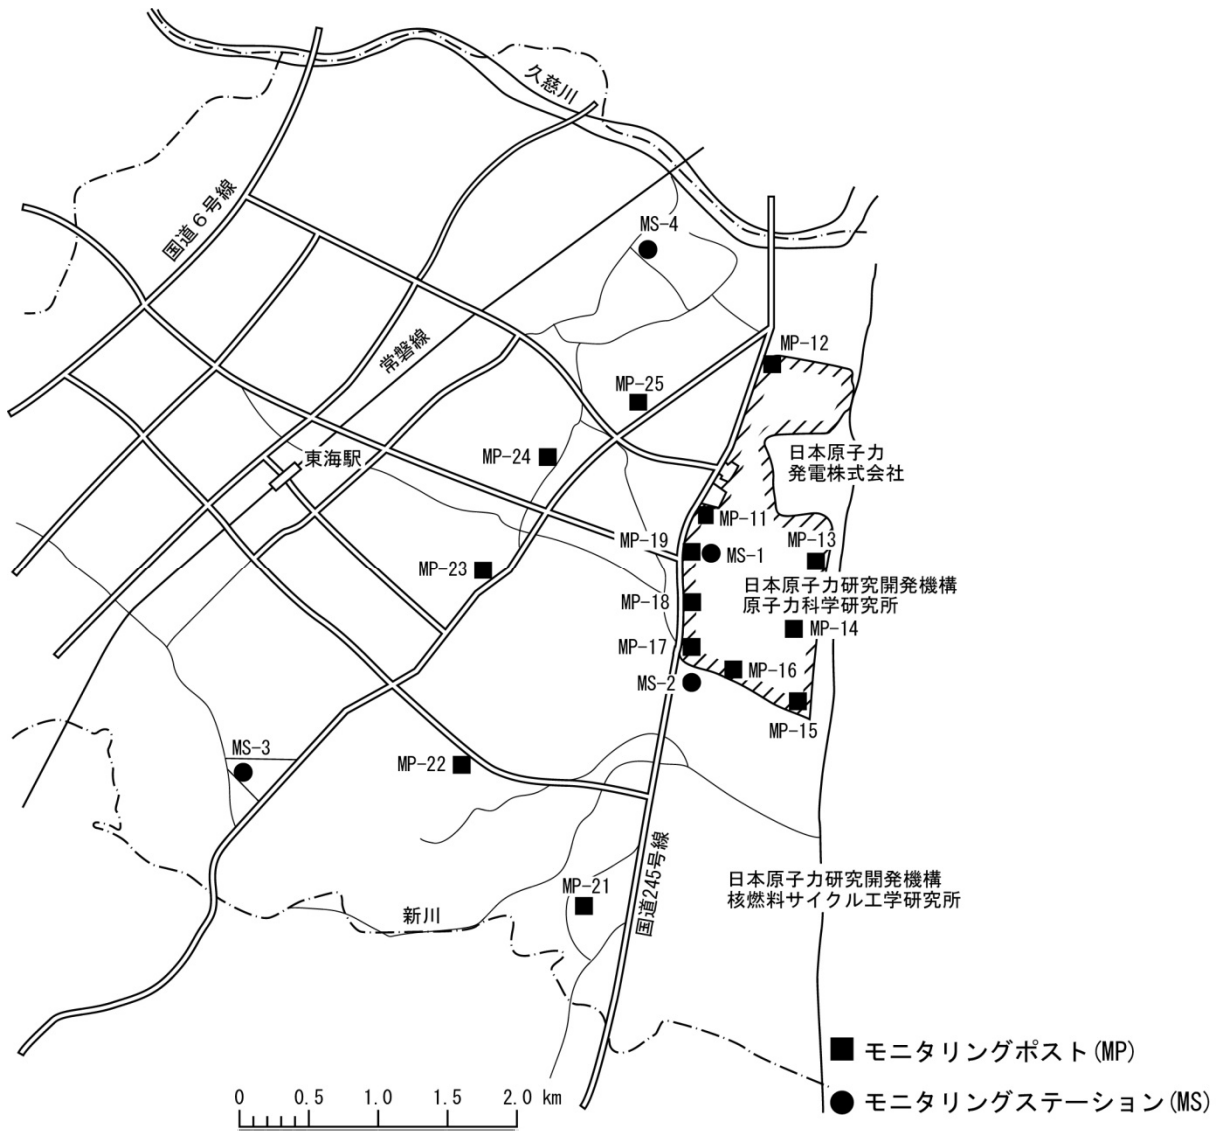 久慈川
国道6号線
MS-4
常磐線
MP-12
MP-25
日本原子力
発電株式会社
東海駅
MP-24
MP-11
MP-19
MS-1
MP-13
MP-23
日本原子力研究開発機構
原子力科学研究所
MP-18
MP-14
MP-17
MP-16
MS-2
MP-15
MS-3
MP-22
国道245号線
MP-21
日本原子力研究開発機構
核燃料サイクル工学研究所
新川
モニタリングポスト(MP)
モニタリングステーション(MS)
0 0.5 1.0 1.5 2.0 km